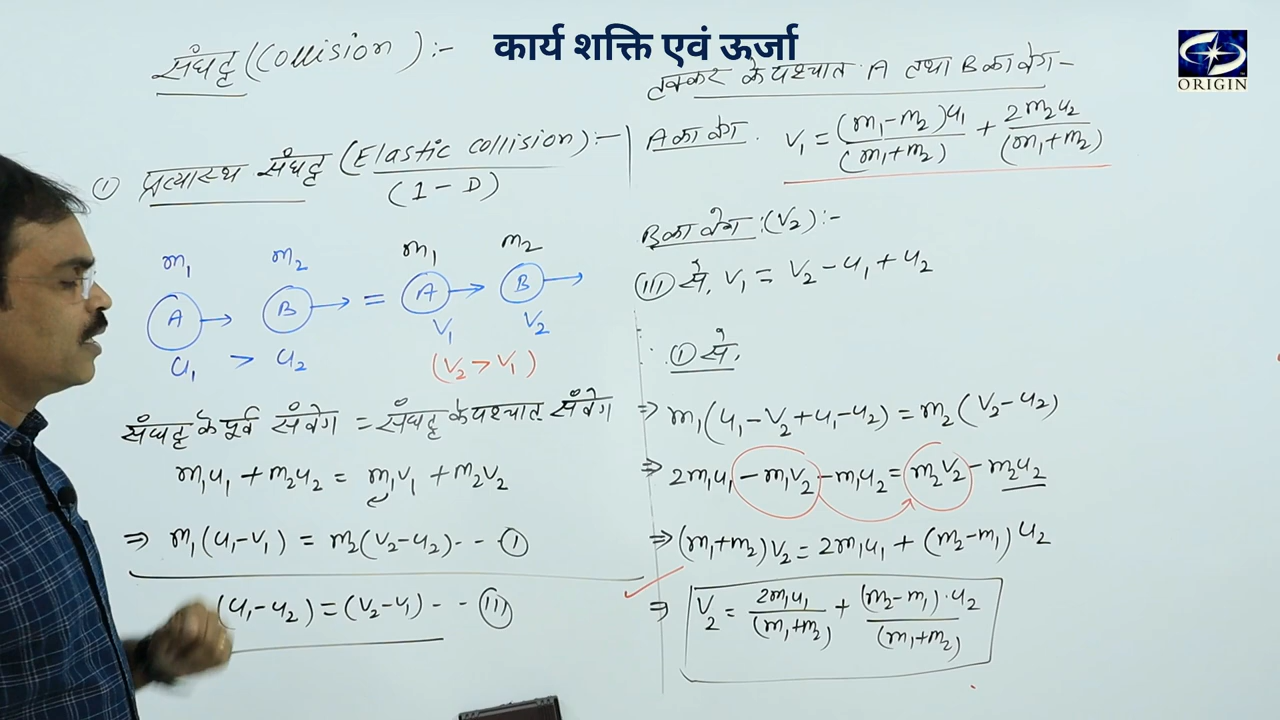 कार्य शक्ति एवं ऊर्जा
ORIGIN
संघट्ट (Collision) :-
① प्रत्यास्थ संघट्ट (Elastic collision) :-
(1-D)
m₁ m₂ m₁ m₂
A B = A B
u₁ > u₂ v₁ v₂
(v₂ > v₁)
संघट्ट के पूर्व संवेग = संघट्ट के पश्चात् संवेग
m₁u₁ + m₂u₂ = m₁v₁ + m₂v₂
⇒ m₁(u₁-v₁) = m₂(v₂-u₂) - - ①
(u₁-u₂) = (v₂-v₁) - - (III)
टक्कर के पश्चात A तथा B का वेग -
A का वेग. v₁ = (m₁-m₂)u₁/(m₁+m₂) + 2m₂u₂/(m₁+m₂)
B का वेग :(v₂) :-
(III) से, v₁ = v₂-u₁+u₂
∴ ① से,
⇒ m₁(u₁-v₂+u₁-u₂) = m₂(v₂-u₂)
⇒ 2m₁u₁-m₁v₂-m₁u₂ = m₂v₂-m₂u₂
⇒ (m₁+m₂)v₂ = 2m₁u₁ + (m₂-m₁)u₂
⇒ v₂ = 2m₁u₁/(m₁+m₂) + (m₂-m₁)·u₂/(m₁+m₂)